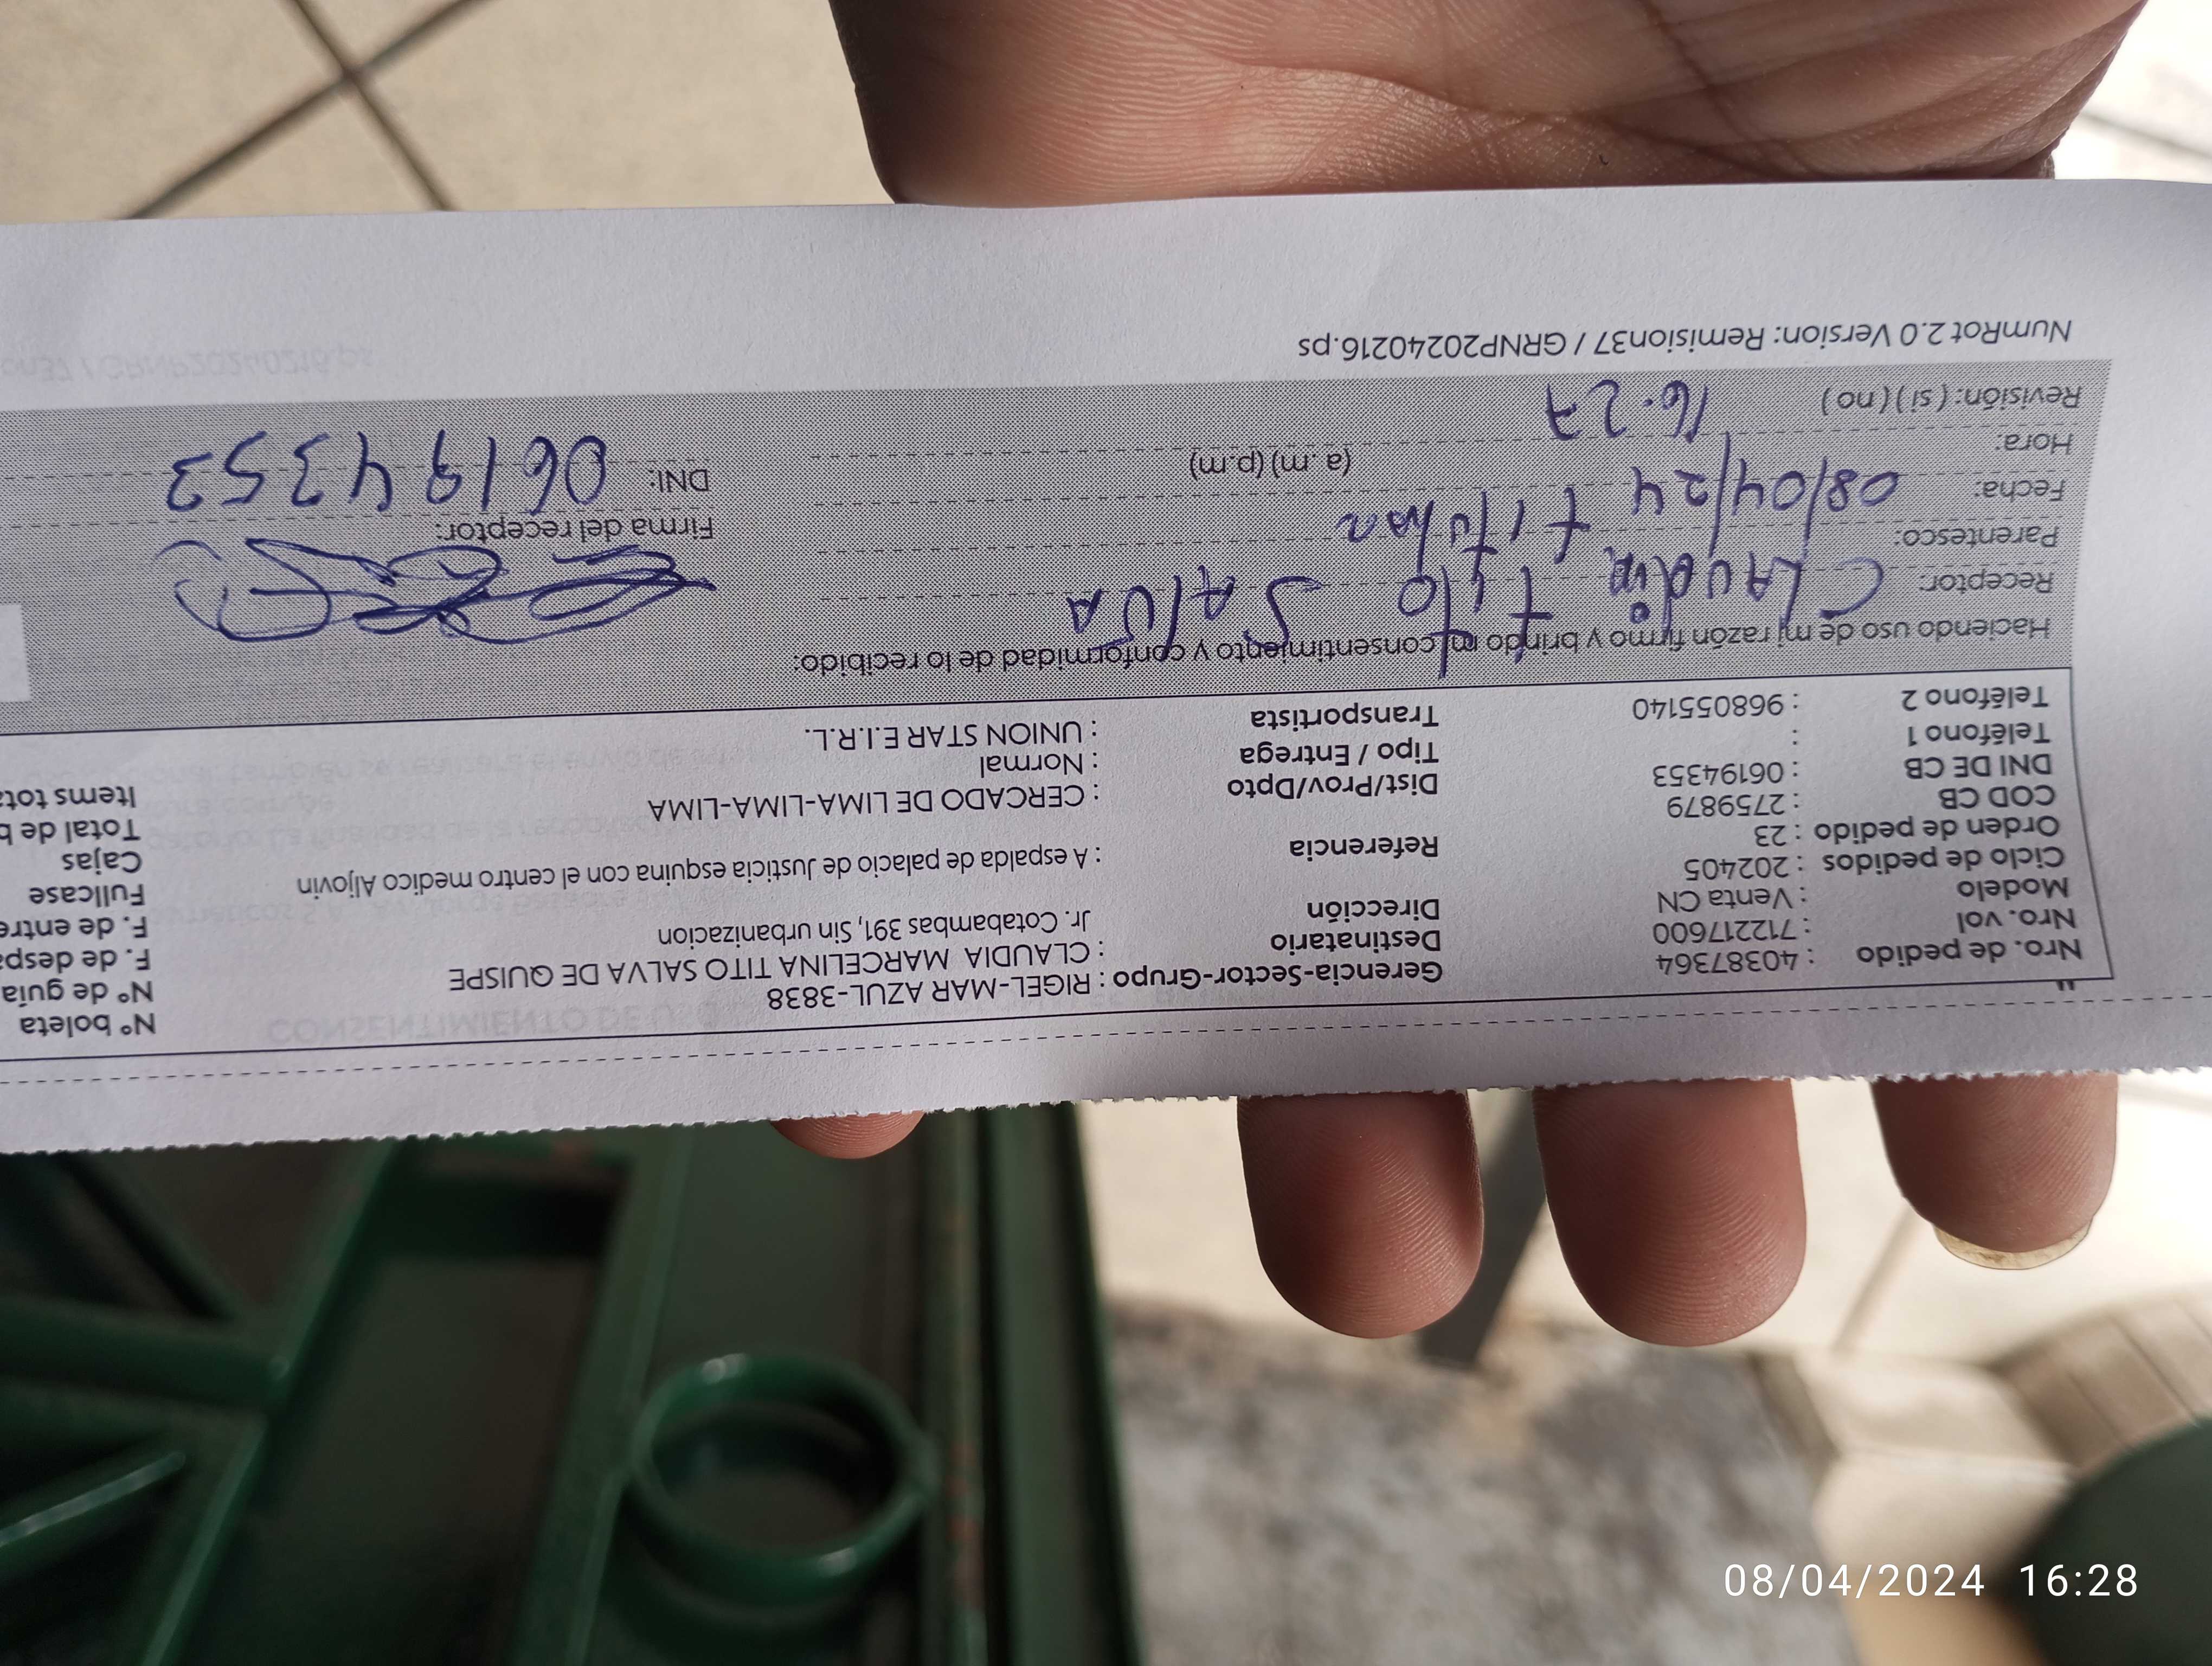 Nro. de pedido : 40387364 Gerencia-Sector-Grupo : RIGEL-MAR AZUL-3838 Nº boleta
Nro. vol : 712217600 Destinatario : CLAUDIA MARCELINA TITO SALVA DE QUISPE Nº de guía
Modelo : Venta CN Dirección Jr. Cotabambas 391, Sin urbanizacion F. de despa
Ciclo de pedidos : 202405 F. de entre
Orden de pedido : 23 Referencia : A espalda de palacio de Justicia esquina con el centro medico Aljovin Fullcase
COD CB : 2759879 Cajas
DNI DE CB : 06194353 Dist/Prov/Dpto : CERCADO DE LIMA-LIMA-LIMA Total de b
Teléfono 1 : Tipo / Entrega : Normal Items tota
Teléfono 2 : 968055140 Transportista : UNION STAR E.I.R.L.
Haciendo uso de mi razón firmo y brindo mi consentimiento y conformidad de lo recibido:
Receptor: Claudia Tito Salva
Parentesco: titular Firma del receptor:
Fecha: 08/04/24 DNI: 06194353
Hora: 16:27 (a.m) (p.m)
Revisión: (si) (no)
NumRot 2.0 Version: Remision37 / GRNP20240216.ps
08/04/2024 16:28